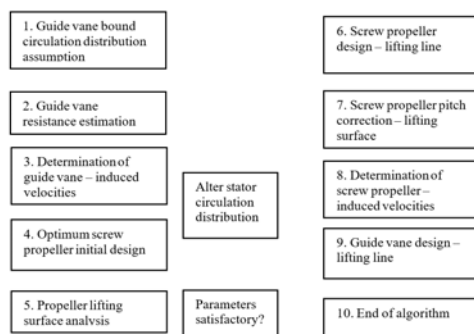 1. Guide vane bound
circulation distribution
assumption
2. Guide vane
resistance estimation
3. Determination of
guide vane – induced
velocities
4. Optimum screw
propeller initial design
5. Propeller lifting
surface analysis
Alter stator
circulation
distribution
Parameters
satisfactory?
6. Screw propeller
design – lifting line
7. Screw propeller pitch
correction – lifting
surface
8. Determination of
screw propeller –
induced velocities
9. Guide vane design –
lifting line
10. End of algorithm